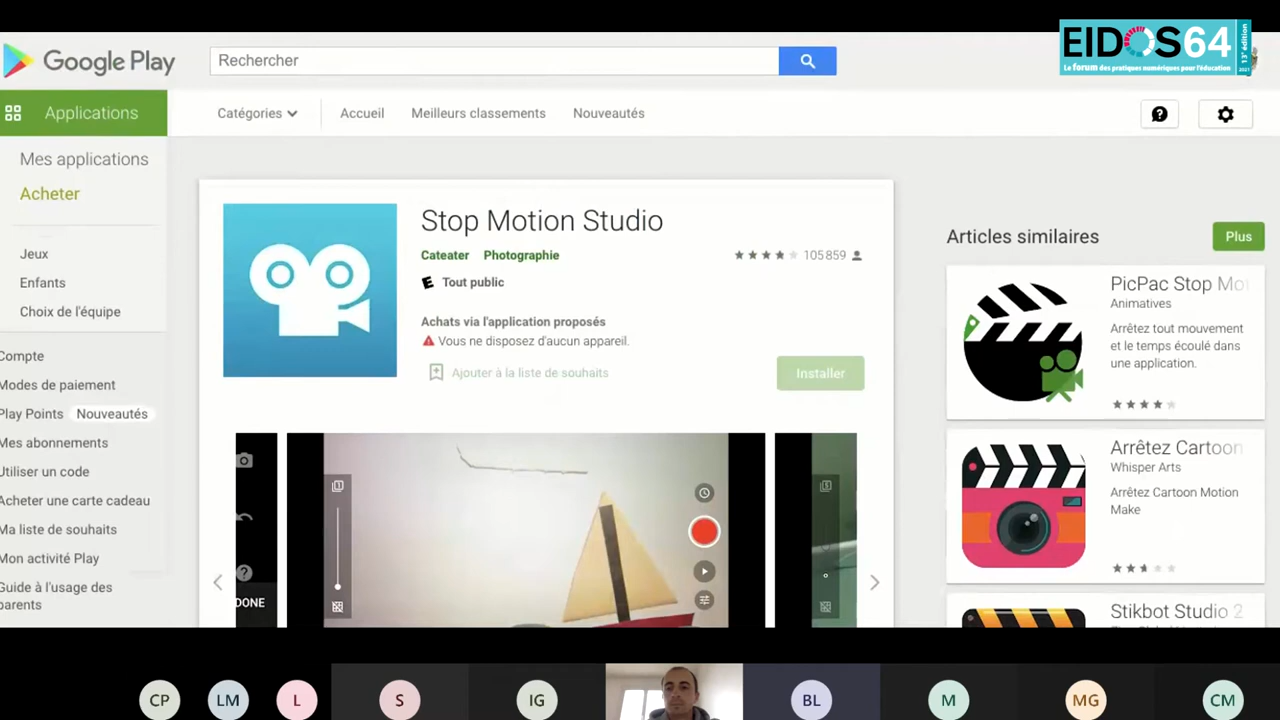 EIDOS64
13e édition
2021
Le forum des pratiques numériques pour l'éducation
Google Play
Rechercher
Applications
Catégories
Accueil
Meilleurs classements
Nouveautés
Mes applications
Acheter
Jeux
Enfants
Choix de l'équipe
Compte
Modes de paiement
Play Points Nouveautés
Mes abonnements
Utiliser un code
Acheter une carte cadeau
Ma liste de souhaits
Mon activité Play
Guide à l'usage des
parents
Stop Motion Studio
Cateater Photographie
105 859
E Tout public
Achats via l'application proposés
Vous ne disposez d'aucun appareil.
Ajouter à la liste de souhaits
Installer
DONE
Articles similaires
Plus
PicPac Stop Mo
Animatives
Arrêtez tout mouvement
et le temps écoulé dans
une application.
Arrêtez Cartoon
Whisper Arts
Arrêtez Cartoon Motion
Make
Stikbot Studio 2
CP
LM
L
S
IG
BL
M
MG
CM